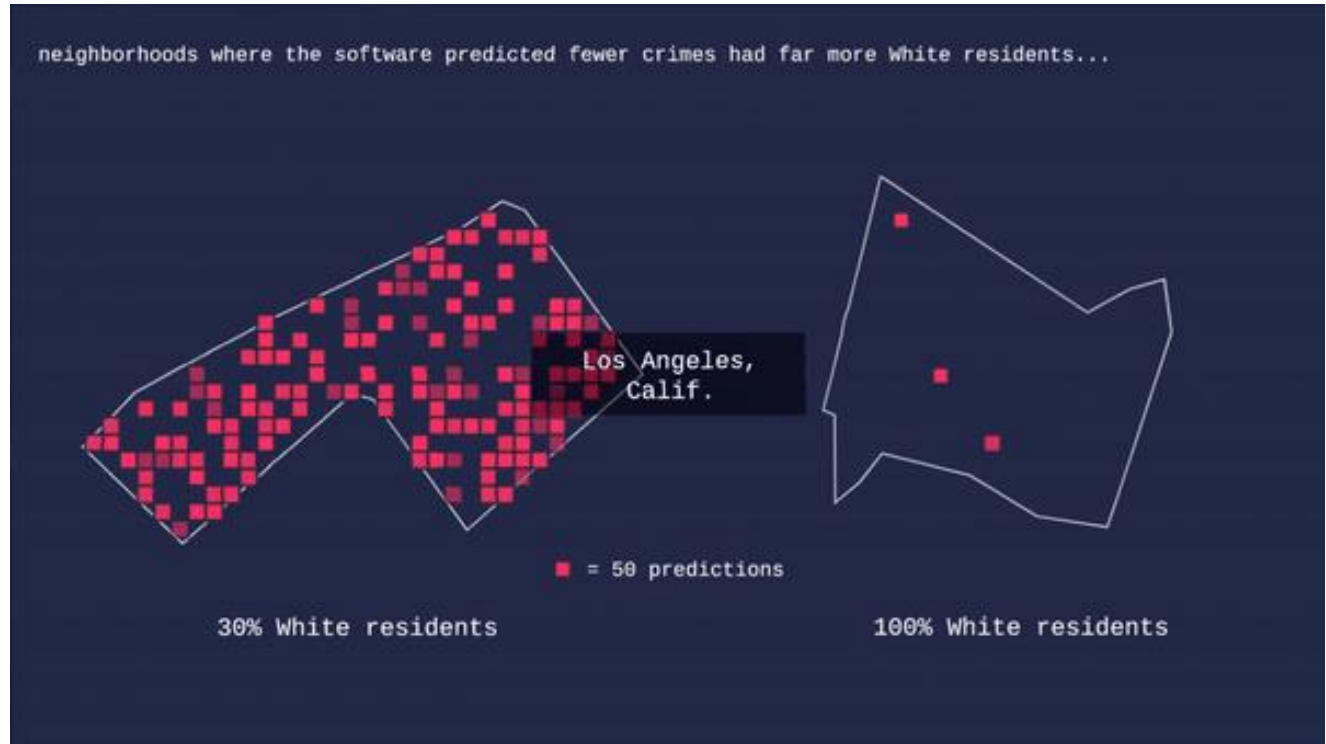 neighborhoods where the software predicted fewer crimes had far more White residents...
Los Angeles,
Calif.
= 50 predictions
30% White residents
100% White residents